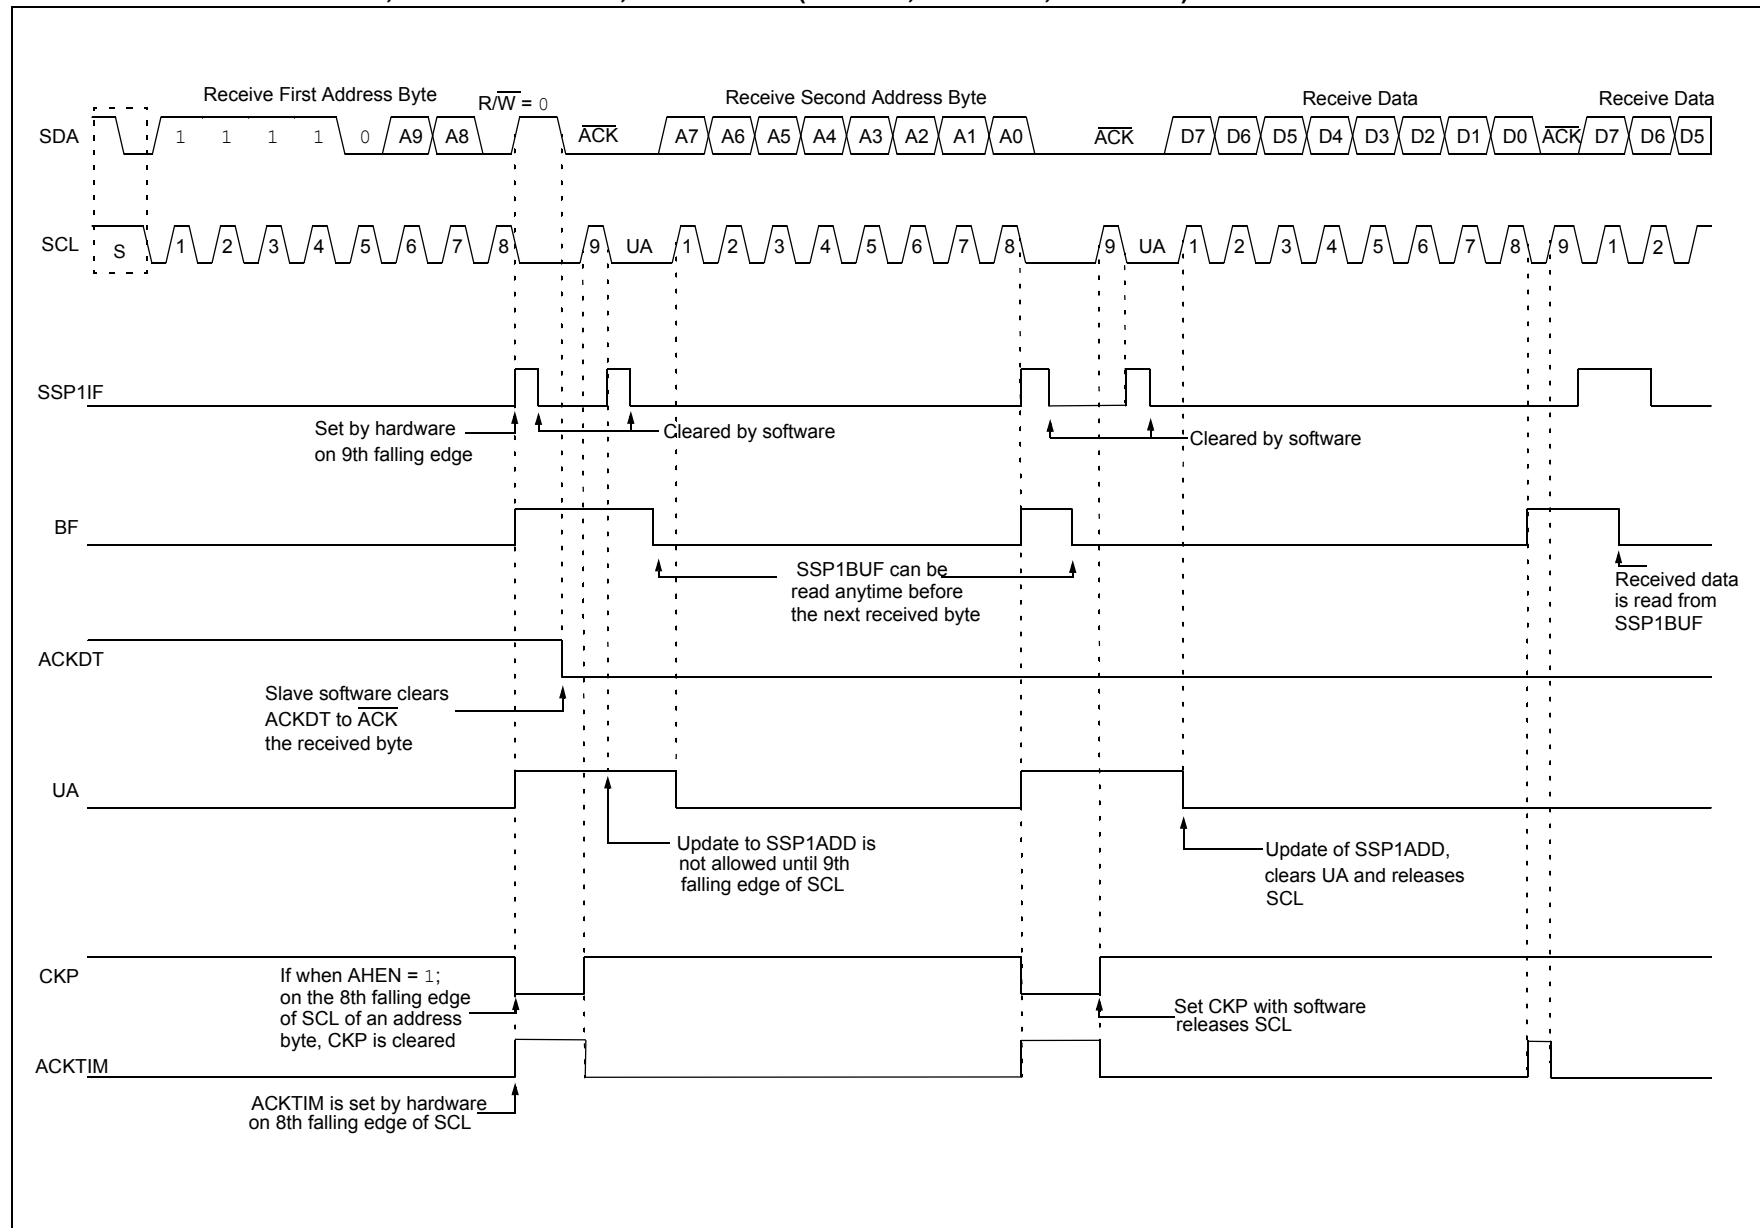 Receive First Address Byte
R/W = 0
Receive Second Address Byte
Receive Data
Receive Data
SDA
1 1 1 1 0 A9 A8
ACK
A7 A6 A5 A4 A3 A2 A1 A0
ACK
D7 D6 D5 D4 D3 D2 D1 D0
ACK
D7 D6 D5
SCL
S
1 2 3 4 5 6 7 8 9 UA
1 2 3 4 5 6 7 8 9 UA
1 2 3 4 5 6 7 8 9 1 2
SSP1IF
Set by hardware
on 9th falling edge
Cleared by software
Cleared by software
BF
SSP1BUF can be
read anytime before
the next received byte
Received data
is read from
SSP1BUF
ACKDT
Slave software clears
ACKDT to ACK
the received byte
UA
Update to SSP1ADD is
not allowed until 9th
falling edge of SCL
Update of SSP1ADD,
clears UA and releases
SCL
CKP
If when AHEN = 1;
on the 8th falling edge
of SCL of an address
byte, CKP is cleared
Set CKP with software
releases SCL
ACKTIM
ACKTIM is set by hardware
on 8th falling edge of SCL